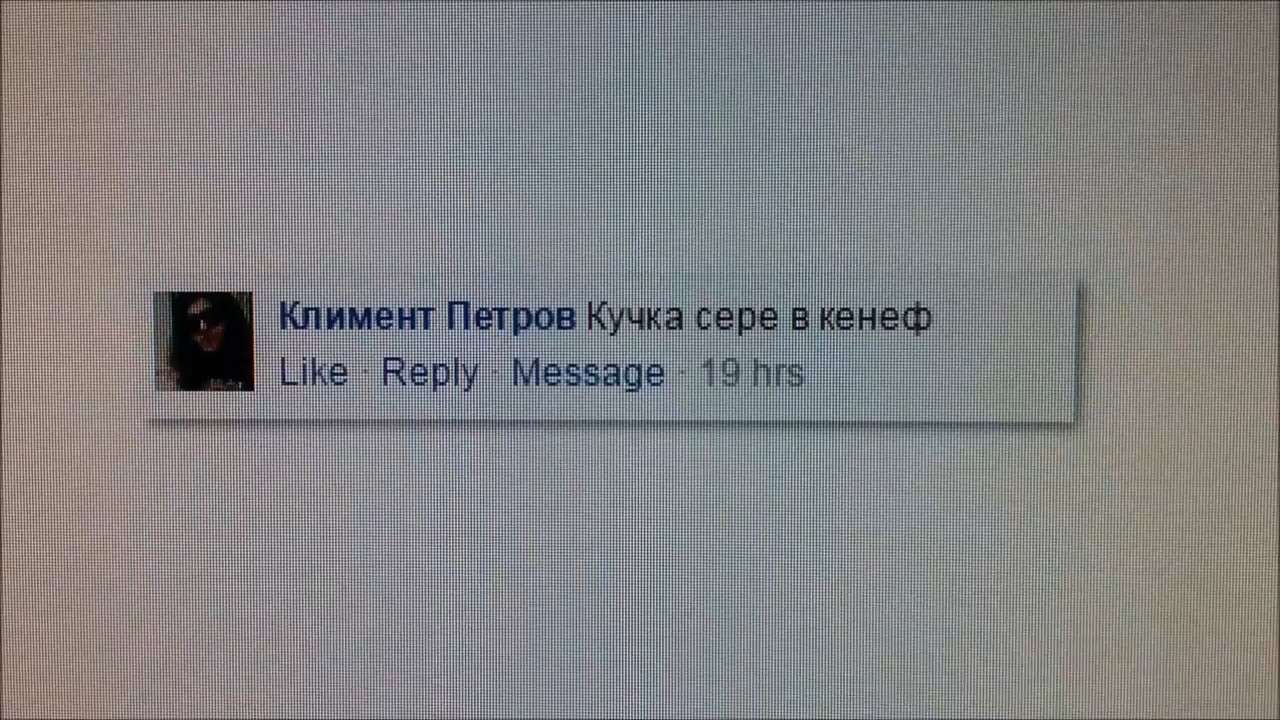 Климент Петров Кучка сере в кенеф
Like · Reply · Message · 19 hrs